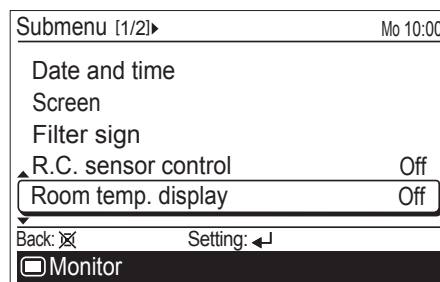 Submenu [1/2]▸ Mo 10:00
Date and time
Screen
Filter sign
R.C. sensor control Off
Room temp. display Off
Back: Setting:
Monitor